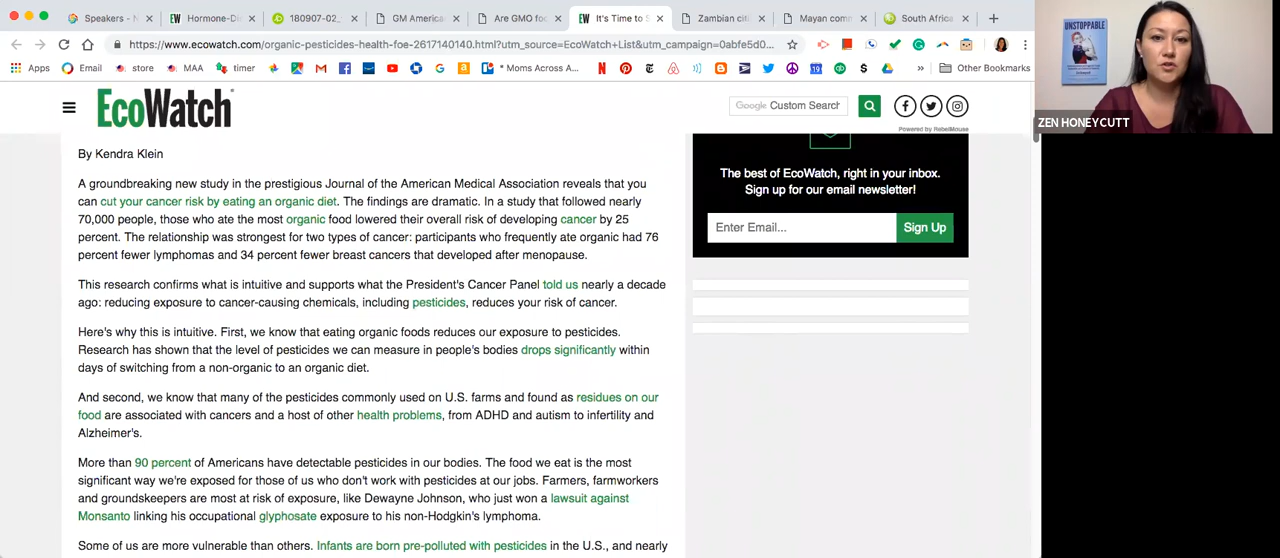 Speakers - N
Hormone-Di
180907-02_
GM America
Are GMO foo
It's Time to S
Zambian citi
Mayan comm
South Africa
https://www.ecowatch.com/organic-pesticides-health-foe-2617140140.html?utm_source=EcoWatch+List&utm_campaign=0abfe5d0...
Apps
Email
store
MAA
timer
* Moms Across A...
»
Other Bookmarks
EcoWatch
Google Custom Search
Powered by RebelMouse
By Kendra Klein
A groundbreaking new study in the prestigious Journal of the American Medical Association reveals that you
can cut your cancer risk by eating an organic diet. The findings are dramatic. In a study that followed nearly
70,000 people, those who ate the most organic food lowered their overall risk of developing cancer by 25
percent. The relationship was strongest for two types of cancer: participants who frequently ate organic had 76
percent fewer lymphomas and 34 percent fewer breast cancers that developed after menopause.
This research confirms what is intuitive and supports what the President's Cancer Panel told us nearly a decade
ago: reducing exposure to cancer-causing chemicals, including pesticides, reduces your risk of cancer.
Here's why this is intuitive. First, we know that eating organic foods reduces our exposure to pesticides.
Research has shown that the level of pesticides we can measure in people's bodies drops significantly within
days of switching from a non-organic to an organic diet.
And second, we know that many of the pesticides commonly used on U.S. farms and found as residues on our
food are associated with cancers and a host of other health problems, from ADHD and autism to infertility and
Alzheimer's.
More than 90 percent of Americans have detectable pesticides in our bodies. The food we eat is the most
significant way we're exposed for those of us who don't work with pesticides at our jobs. Farmers, farmworkers
and groundskeepers are most at risk of exposure, like Dewayne Johnson, who just won a lawsuit against
Monsanto linking his occupational glyphosate exposure to his non-Hodgkin's lymphoma.
Some of us are more vulnerable than others. Infants are born pre-polluted with pesticides in the U.S., and nearly
The best of EcoWatch, right in your inbox.
Sign up for our email newsletter!
Enter Email...
Sign Up
UNSTOPPABLE
ZEN HONEYCUTT